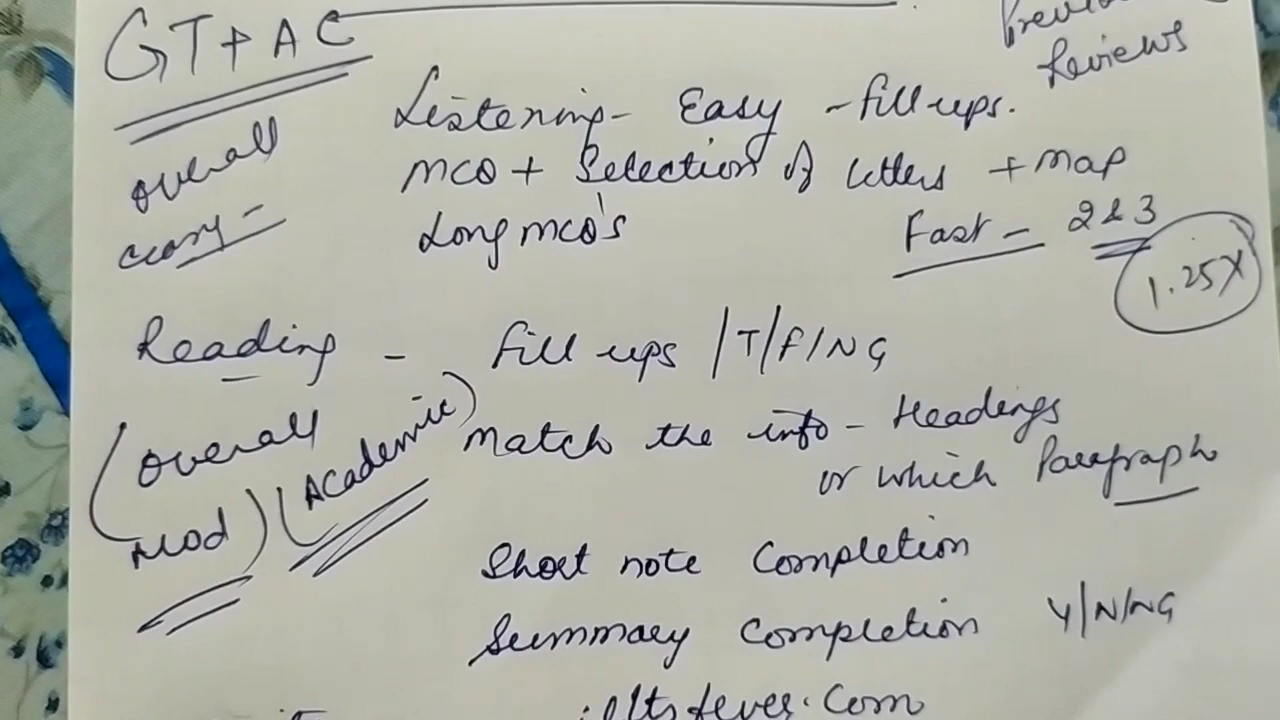 GT + AC
Reviews
Listening - Easy - fill ups.
overall
easy -
MCQ + Selection of letters + Map
Long MCQ's
Fast - 2 & 3
1.25X
Reading - Fill ups / T/F/NG
(overall
Mod)
(Academic)
Match the info - Headings
or which Paragraph
Short note Completion
Summary Completion Y/N/NG
ieltsfever.com